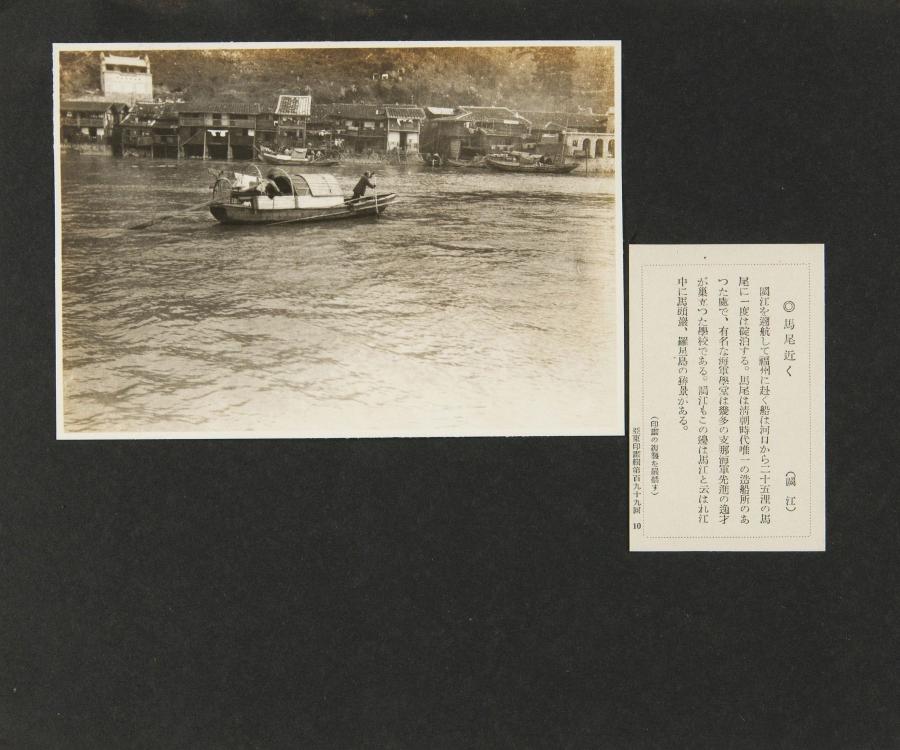 ◎馬尾近く
（閩江）
閩江を遡航して福州に赴く船は河口から二十五浬の馬
尾に一度は碇泊する。馬尾は清朝時代唯一の造船所のあ
つた處で、有名な海軍學堂は幾多の支那海軍先進の逸才
が巣立つた學校である。閩江もこの邊は馬江と云はれ江
中に馬頭巖、羅星島の勝景がある。
（印畫の複製を嚴禁す）
亞東印畫輯第百九十九回 10